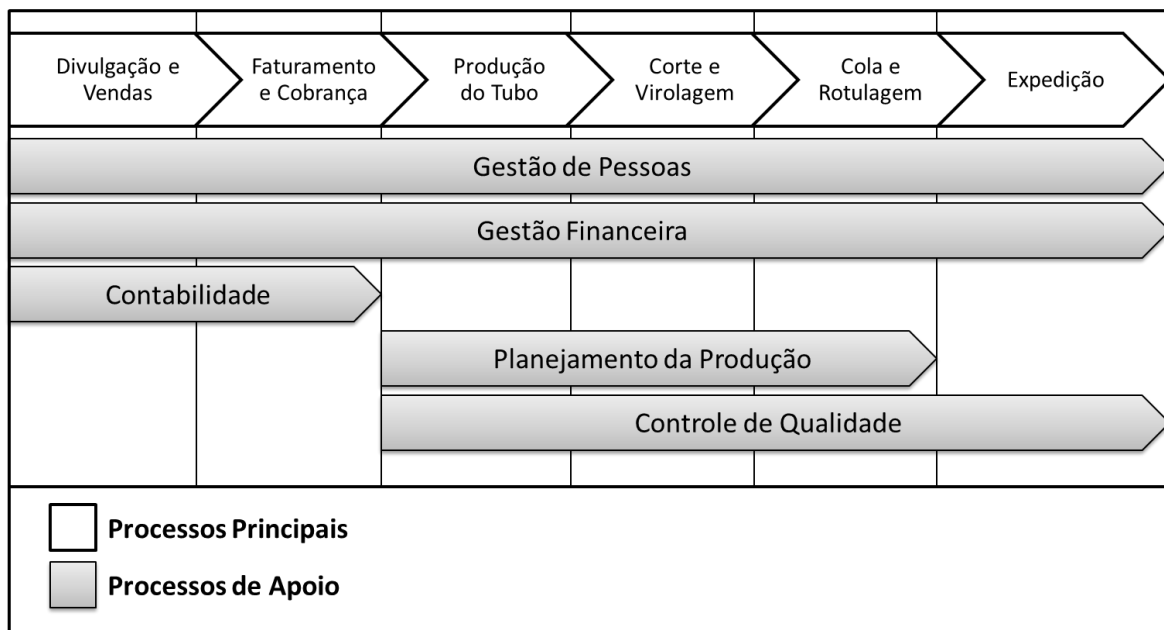 Divulgação e
Vendas
Faturamento
e Cobrança
Produção
do Tubo
Corte e
Virolagem
Cola e
Rotulagem
Expedição
Gestão de Pessoas
Gestão Financeira
Contabilidade
Planejamento da Produção
Controle de Qualidade
Processos Principais
Processos de Apoio